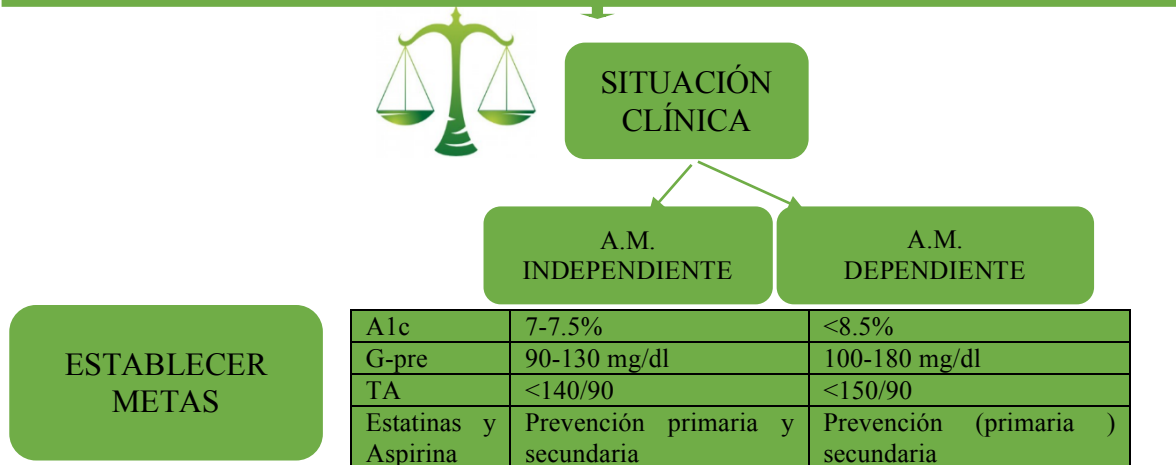 SITUACIÓN
CLÍNICA
A.M.
INDEPENDIENTE
A.M.
DEPENDIENTE
ESTABLECER
METAS
A1c 7-7.5% <8.5%
G-pre 90-130 mg/dl 100-180 mg/dl
TA <140/90 <150/90
Estatinas y Prevención primaria y Prevención (primaria )
Aspirina secundaria secundaria